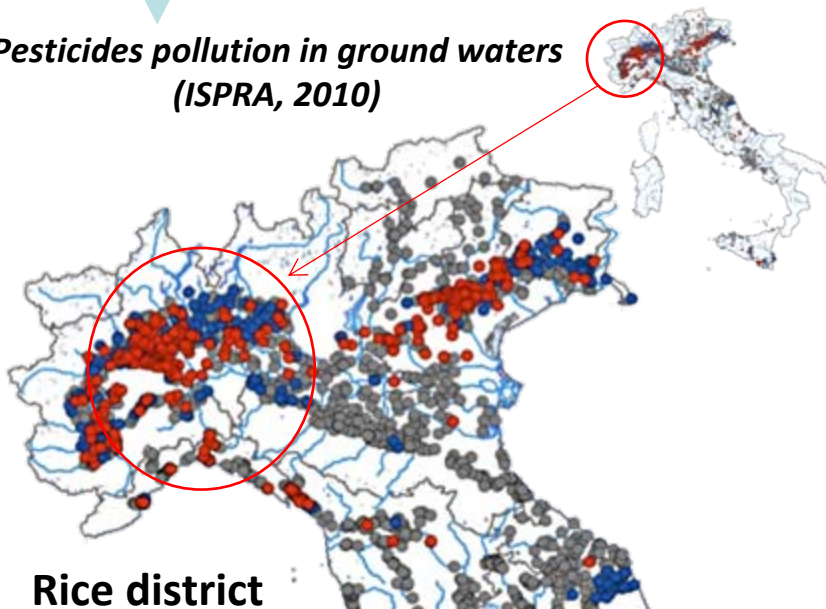 Pesticides pollution in ground waters
(ISPRA, 2010)
Rice district